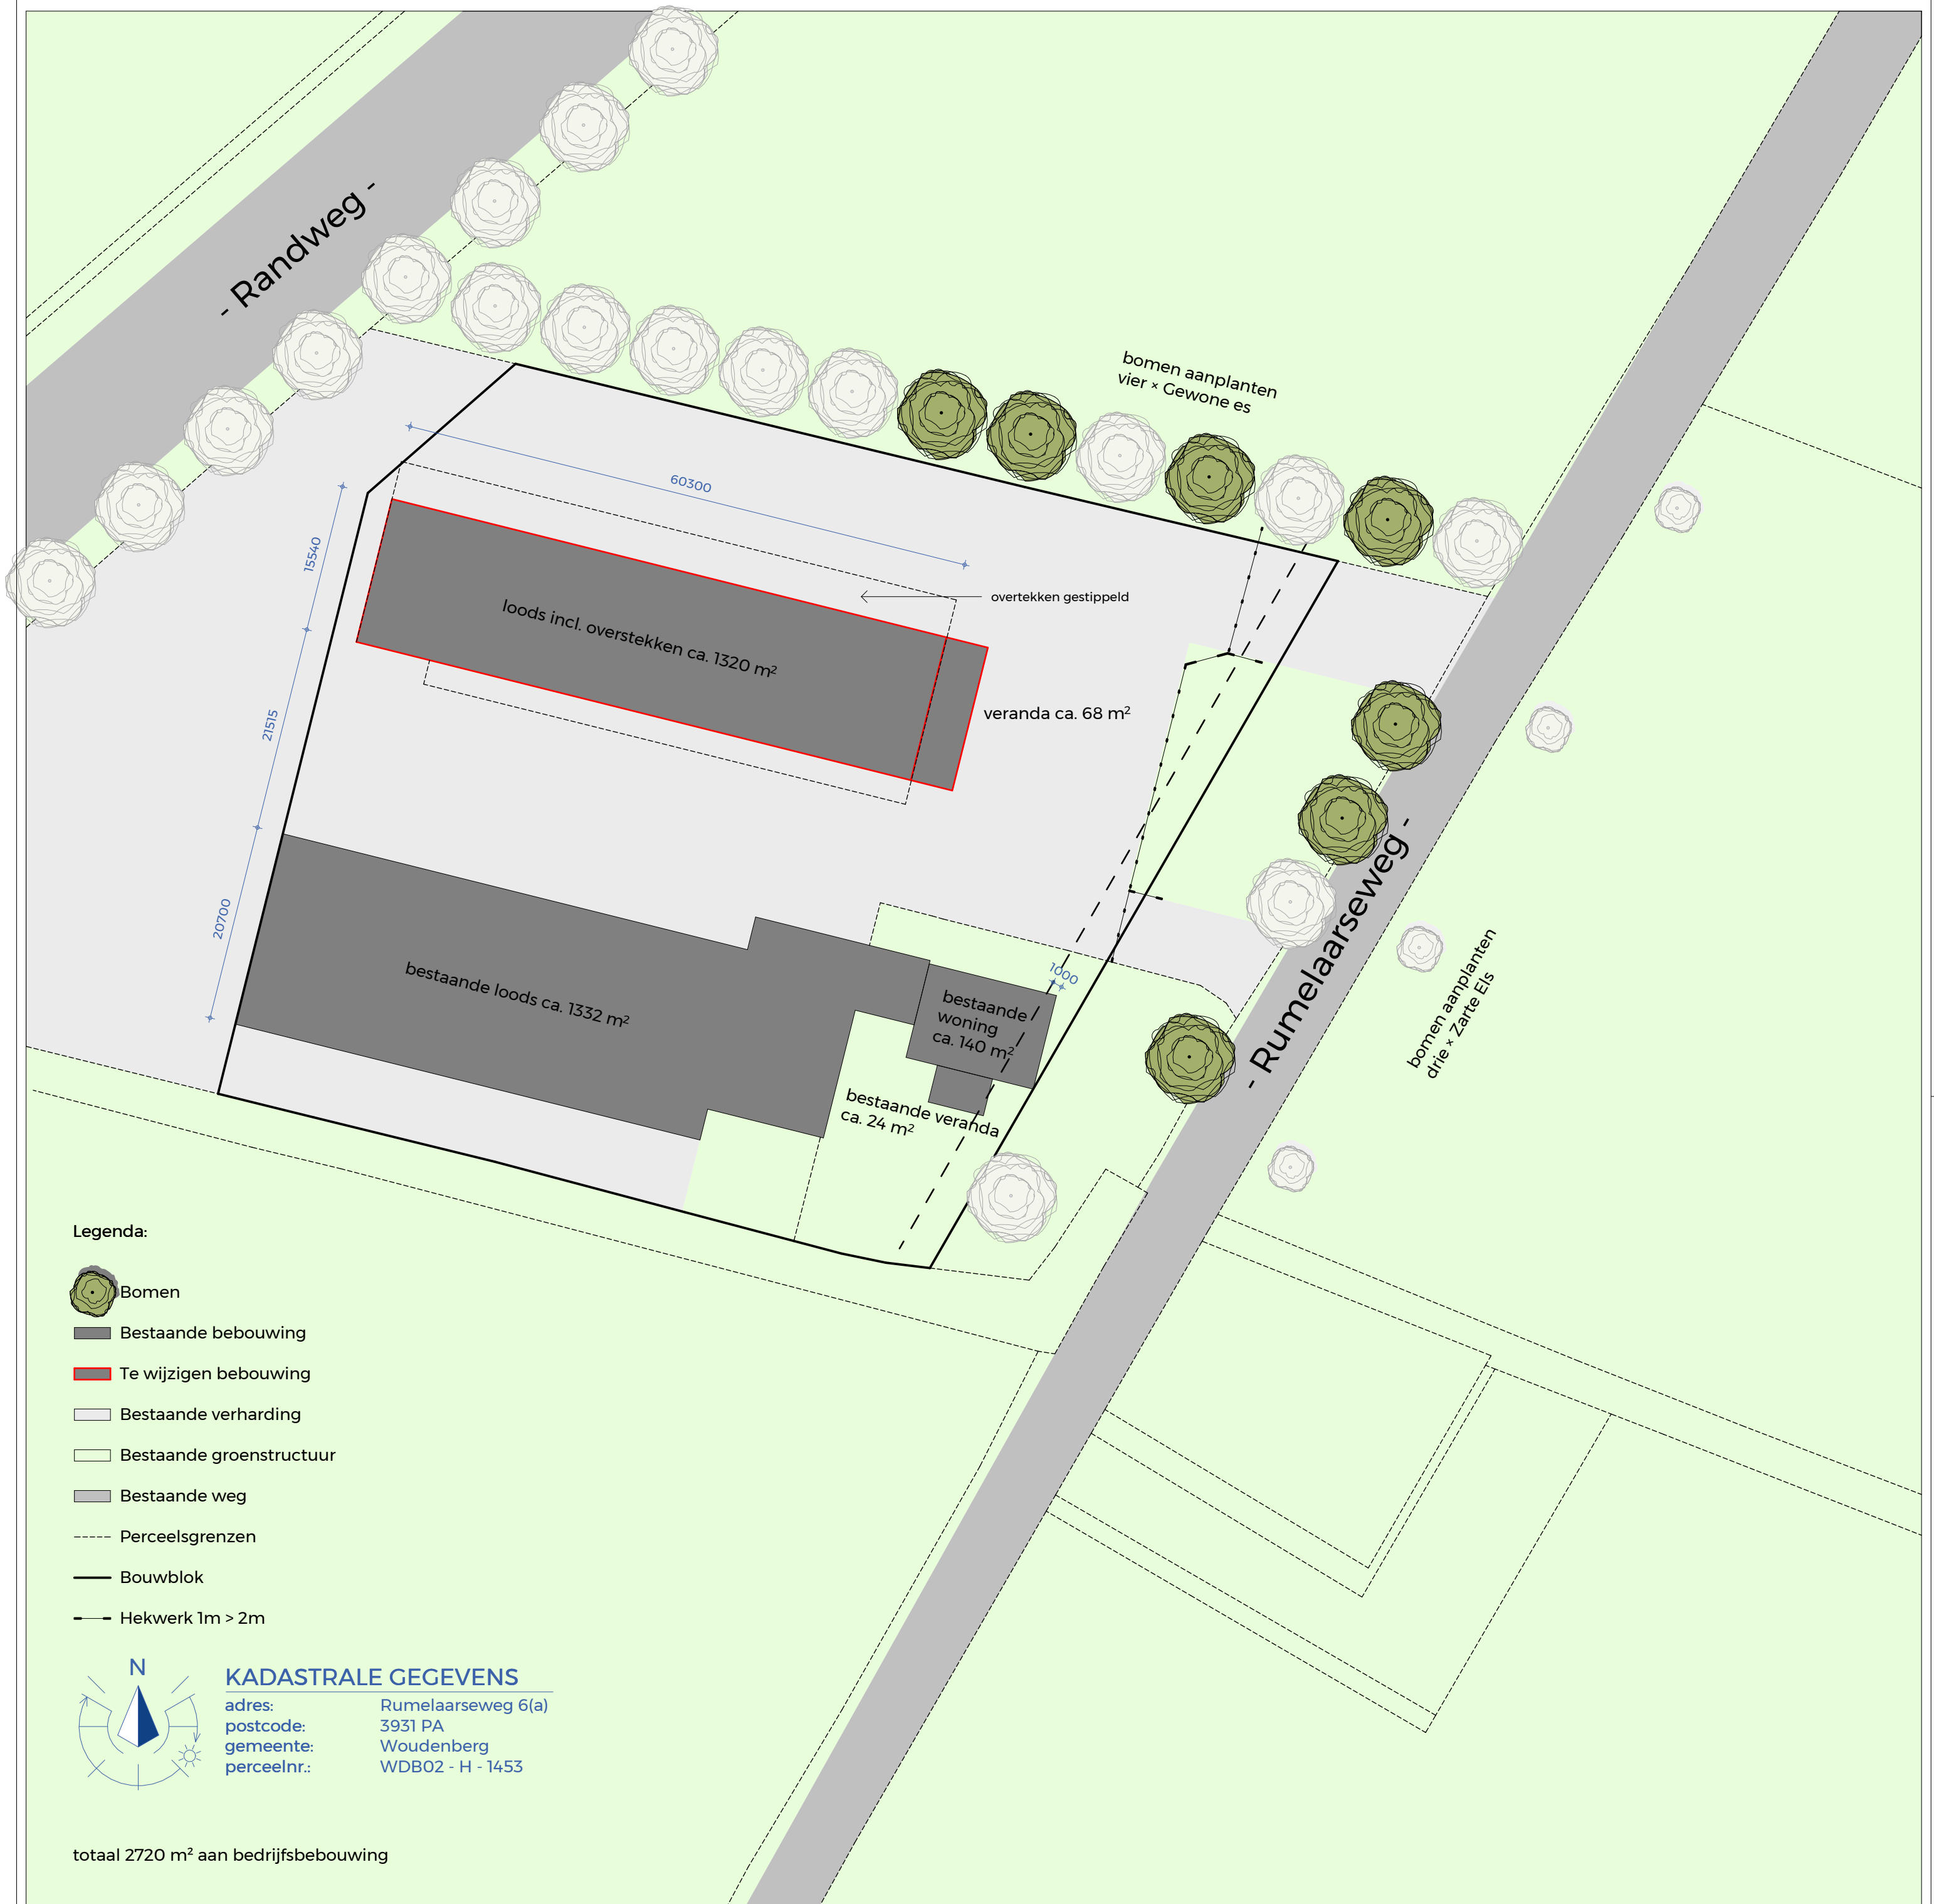 - Randweg -
bomen aanplanten
vier × Gewone es
60300
15540
overtekken gestippeld
loods incl. overstekken ca. 1320 m²
veranda ca. 68 m²
21515
20700
bestaande loods ca. 1332 m²
1000
bestaande
woning
ca. 140 m²
bestaande veranda
ca. 24 m²
- Rumelaarseweg -
bomen aanplanten
drie × Zarte Els
Legenda:
Bomen
Bestaande bebouwing
Te wijzigen bebouwing
Bestaande verharding
Bestaande groenstructuur
Bestaande weg
Perceelsgrenzen
Bouwblok
Hekwerk 1m > 2m
N
KADASTRALE GEGEVENS
adres: Rumelaarseweg 6(a)
postcode: 3931 PA
gemeente: Woudenberg
perceelnr.: WDB02 - H - 1453
totaal 2720 m² aan bedrijfsbebouwing